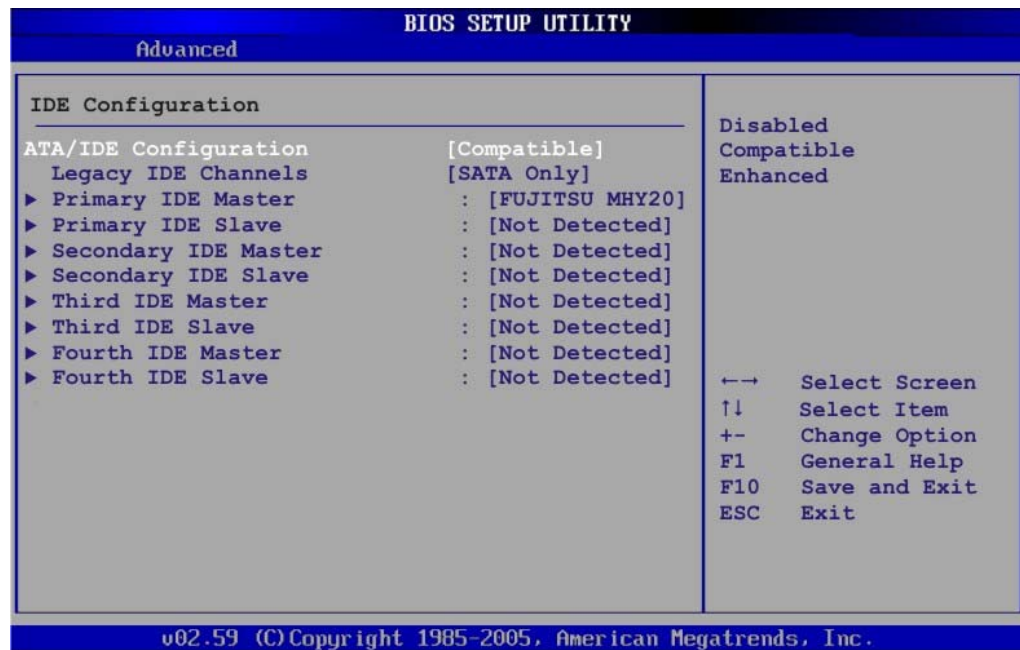 BIOS SETUP UTILITY
Advanced
IDE Configuration
ATA/IDE Configuration [Compatible]
Legacy IDE Channels [SATA Only]
▶ Primary IDE Master : [FUJITSU MHY20]
▶ Primary IDE Slave : [Not Detected]
▶ Secondary IDE Master : [Not Detected]
▶ Secondary IDE Slave : [Not Detected]
▶ Third IDE Master : [Not Detected]
▶ Third IDE Slave : [Not Detected]
▶ Fourth IDE Master : [Not Detected]
▶ Fourth IDE Slave : [Not Detected]
Disabled
Compatible
Enhanced
←→ Select Screen
↑↓ Select Item
+- Change Option
F1 General Help
F10 Save and Exit
ESC Exit
v02.59 (C)Copyright 1985-2005, American Megatrends, Inc.